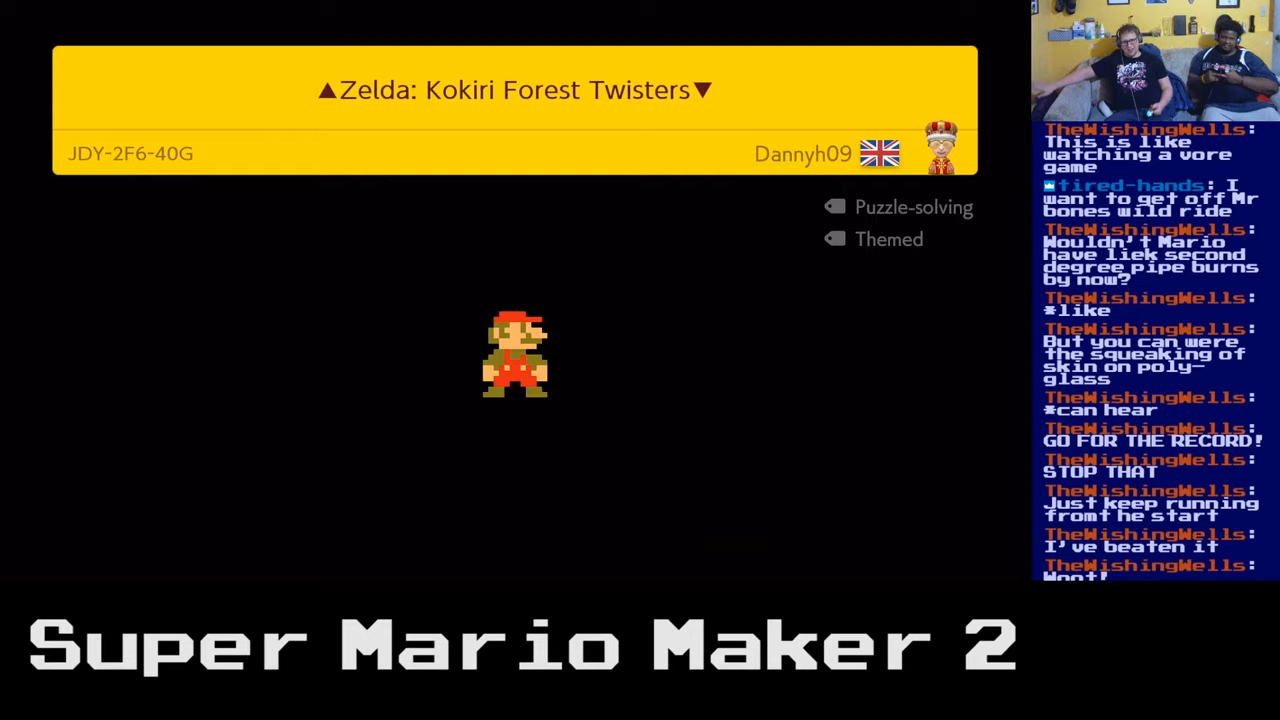 ▲Zelda: Kokiri Forest Twisters▼
JDY-2F6-40G
Dannyh09
Puzzle-solving
Themed
TheWishingWells:
This is like
watching a vore
game
tired-hands: I
want to get off Mr
bones wild ride
TheWishingWells:
Wouldn't Mario
have liek second
degree pipe burns
by now?
TheWishingWells:
*like
TheWishingWells:
But you can were
the squeaking of
skin on poly-
glass
TheWishingWells:
*can hear
TheWishingWells:
GO FOR THE RECORD!
TheWishingWells:
STOP THAT
TheWishingWells:
Just keep running
fromt he start
TheWishingWells:
I've beaten it
TheWishingWells:
Woot!
Super Mario Maker 2